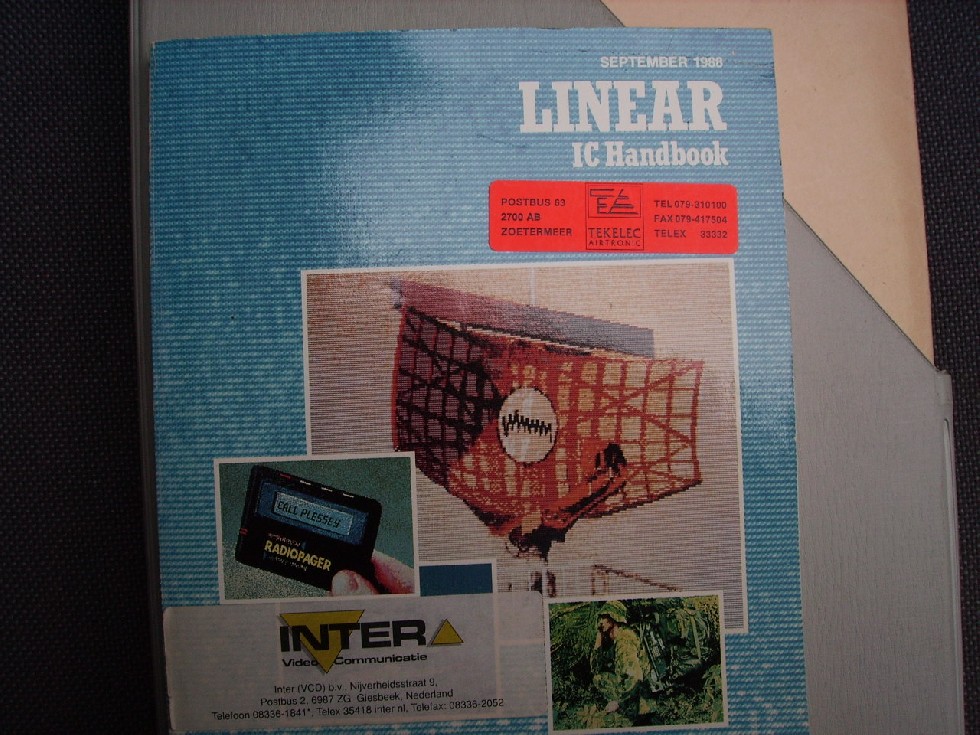 SEPTEMBER 1988
LINEAR
IC Handbook
POSTBUS 83
2700 AB
ZOETERMEER
TEKELEC
AIRTRONIC
TEL 079-310100
FAX 079-417504
TELEX 33332
CALL PLESSEY
RADIOPAGER
INTER
Video Communicatie
Inter (VCD) b.v. Nijverheidsstraat 9,
Postbus 2, 6987 ZG Giesbeek, Nederland
Telefoon 08336-1841*, Telex 35418 inter nl, Telefax: 08336-2052